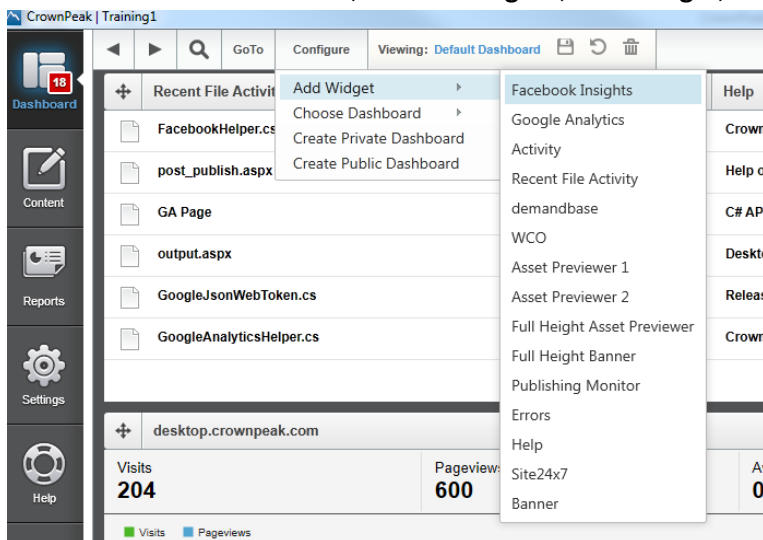 CrownPeak | Training1
GoTo
Configure
Viewing: Default Dashboard
18
Dashboard
Content
Reports
Settings
Help
Add Widget
Choose Dashboard
Create Private Dashboard
Create Public Dashboard
Facebook Insights
Google Analytics
Activity
Recent File Activity
demandbase
WCO
Asset Previewer 1
Asset Previewer 2
Full Height Asset Previewer
Full Height Banner
Publishing Monitor
Errors
Help
Site24x7
Banner
Recent File Activit
FacebookHelper.cs
post_publish.aspx
GA Page
output.aspx
GoogleJsonWebToken.cs
GoogleAnalyticsHelper.cs
Help
Crown
Help o
C# AP
Deskt
Releas
Crown
desktop.crownpeak.com
Visits
204
Pageview
600
A
0
Visits
Pageviews